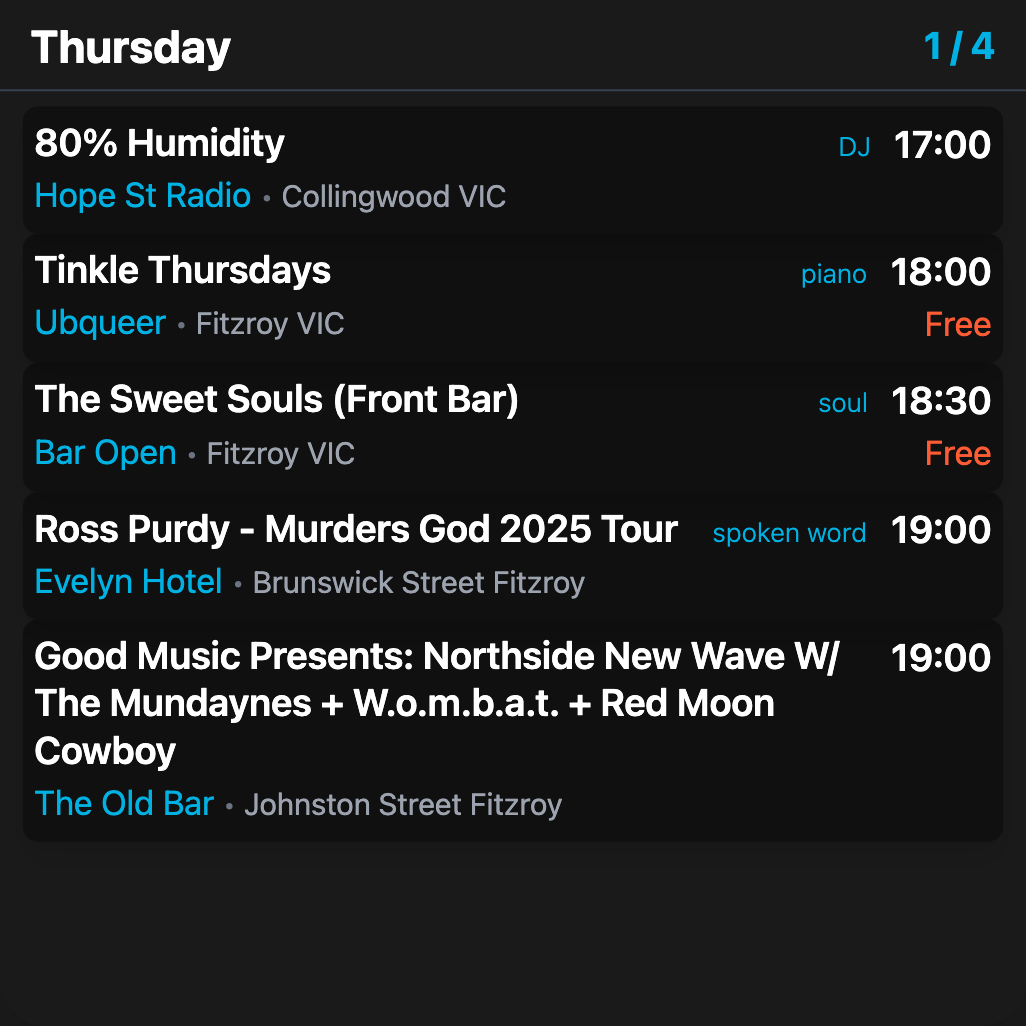 Thursday 1 / 4
80% Humidity DJ 17:00
Hope St Radio • Collingwood VIC
Tinkle Thursdays piano 18:00
Ubqueer • Fitzroy VIC Free
The Sweet Souls (Front Bar) soul 18:30
Bar Open • Fitzroy VIC Free
Ross Purdy - Murders God 2025 Tour spoken word 19:00
Evelyn Hotel • Brunswick Street Fitzroy
Good Music Presents: Northside New Wave W/ 19:00
The Mundaynes + W.o.m.b.a.t. + Red Moon
Cowboy
The Old Bar • Johnston Street Fitzroy